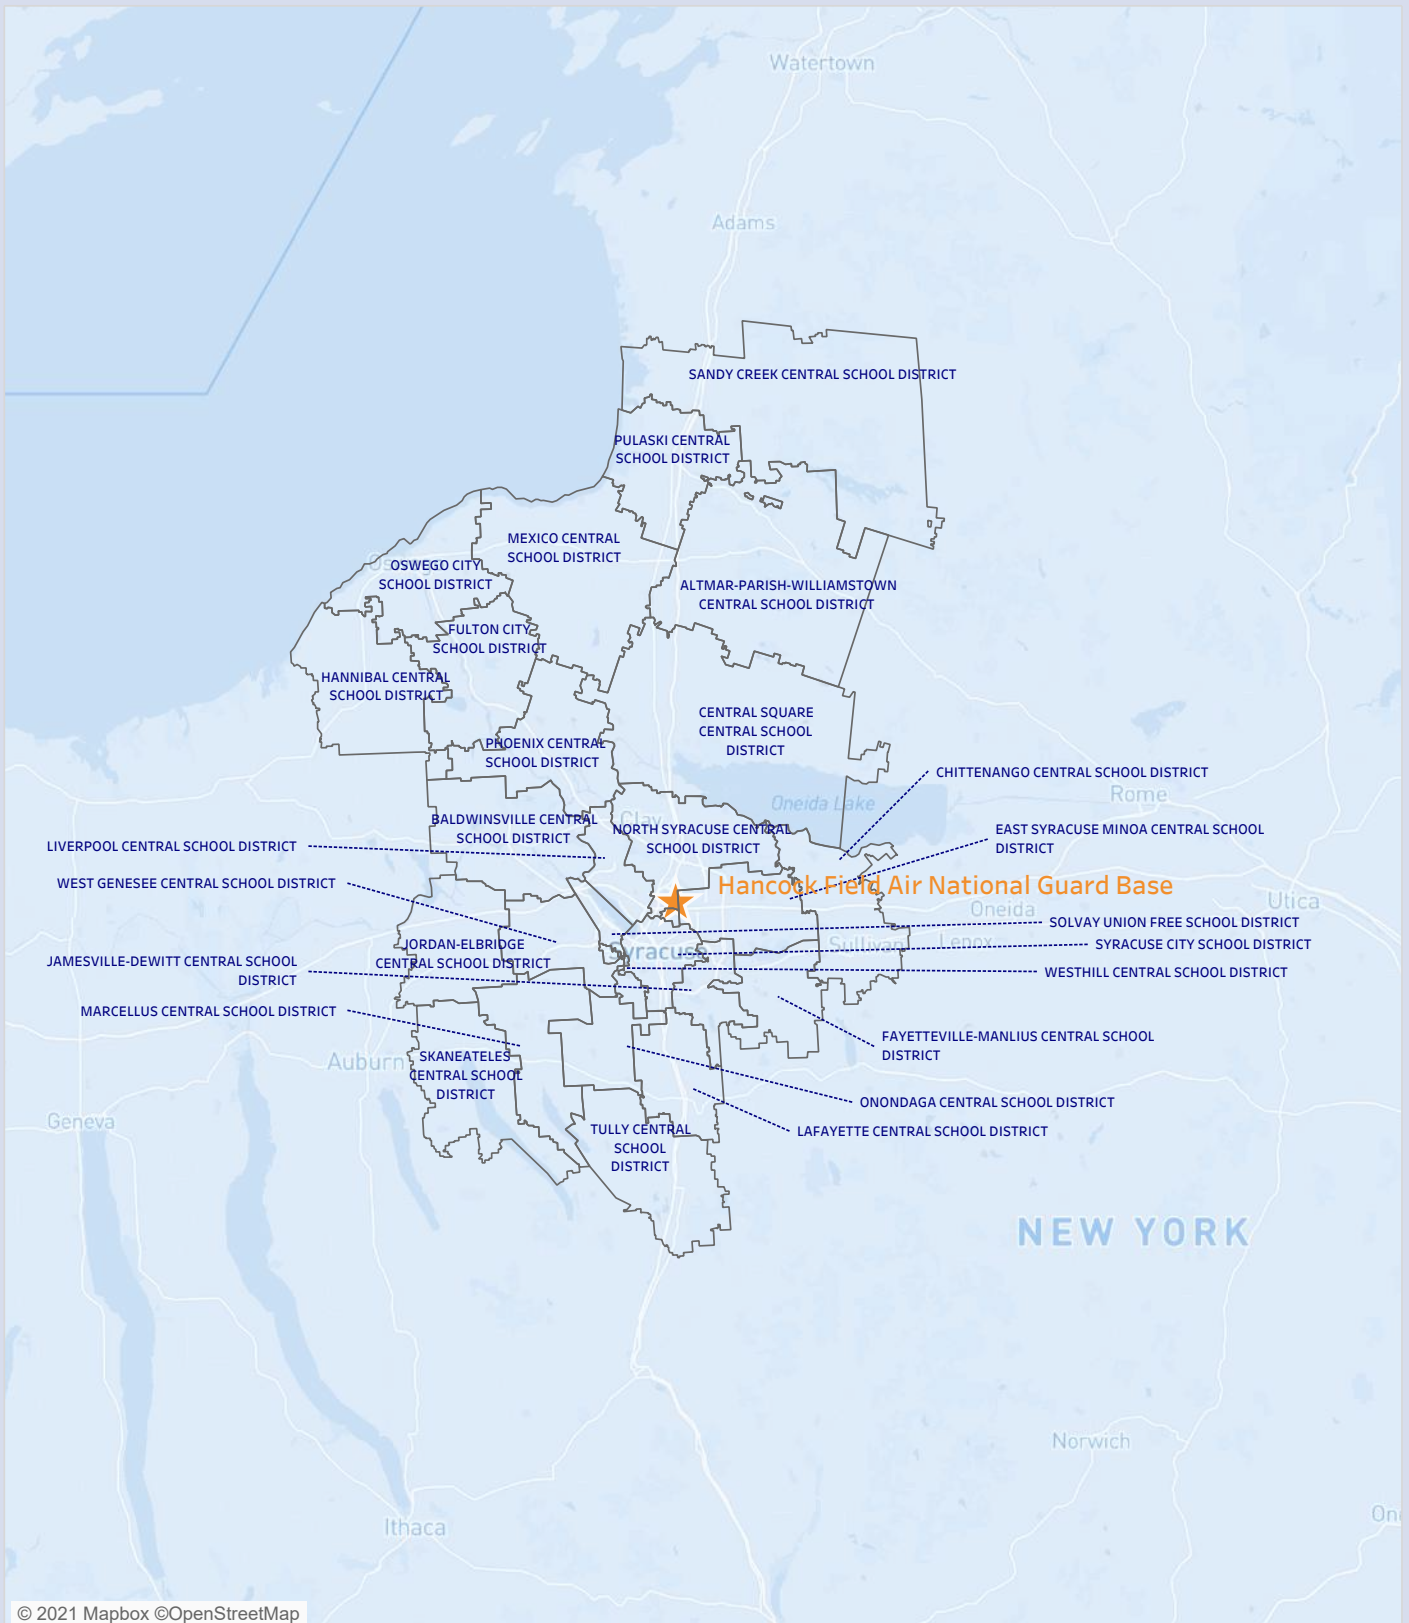 Watertown
Adams
SANDY CREEK CENTRAL SCHOOL DISTRICT
PULASKI CENTRAL
SCHOOL DISTRICT
MEXICO CENTRAL
SCHOOL DISTRICT
OSWEGO CITY
SCHOOL DISTRICT
ALTMAR-PARISH-WILLIAMSTOWN
CENTRAL SCHOOL DISTRICT
FULTON CITY
SCHOOL DISTRICT
HANNIBAL CENTRAL
SCHOOL DISTRICT
CENTRAL SQUARE
CENTRAL SCHOOL
DISTRICT
PHOENIX CENTRAL
SCHOOL DISTRICT
CHITTENANGO CENTRAL SCHOOL DISTRICT
Rome
Oneida Lake
Clay
BALDWINSVILLE CENTRAL
SCHOOL DISTRICT
NORTH SYRACUSE CENTRAL
SCHOOL DISTRICT
EAST SYRACUSE MINOA CENTRAL SCHOOL
DISTRICT
LIVERPOOL CENTRAL SCHOOL DISTRICT
WEST GENESEE CENTRAL SCHOOL DISTRICT
Hancock Field Air National Guard Base
Utica
Oneida
SOLVAY UNION FREE SCHOOL DISTRICT
Syracuse
Sullivan
Lenox
SYRACUSE CITY SCHOOL DISTRICT
JORDAN-ELBRIDGE
CENTRAL SCHOOL DISTRICT
JAMESVILLE-DEWITT CENTRAL SCHOOL
DISTRICT
WESTHILL CENTRAL SCHOOL DISTRICT
MARCELLUS CENTRAL SCHOOL DISTRICT
FAYETTEVILLE-MANLIUS CENTRAL SCHOOL
DISTRICT
Auburn
SKANEATELES
CENTRAL SCHOOL
DISTRICT
ONONDAGA CENTRAL SCHOOL DISTRICT
Geneva
TULLY CENTRAL
SCHOOL
DISTRICT
LAFAYETTE CENTRAL SCHOOL DISTRICT
NEW YORK
Norwich
Ithaca
On
© 2021 Mapbox ©OpenStreetMap